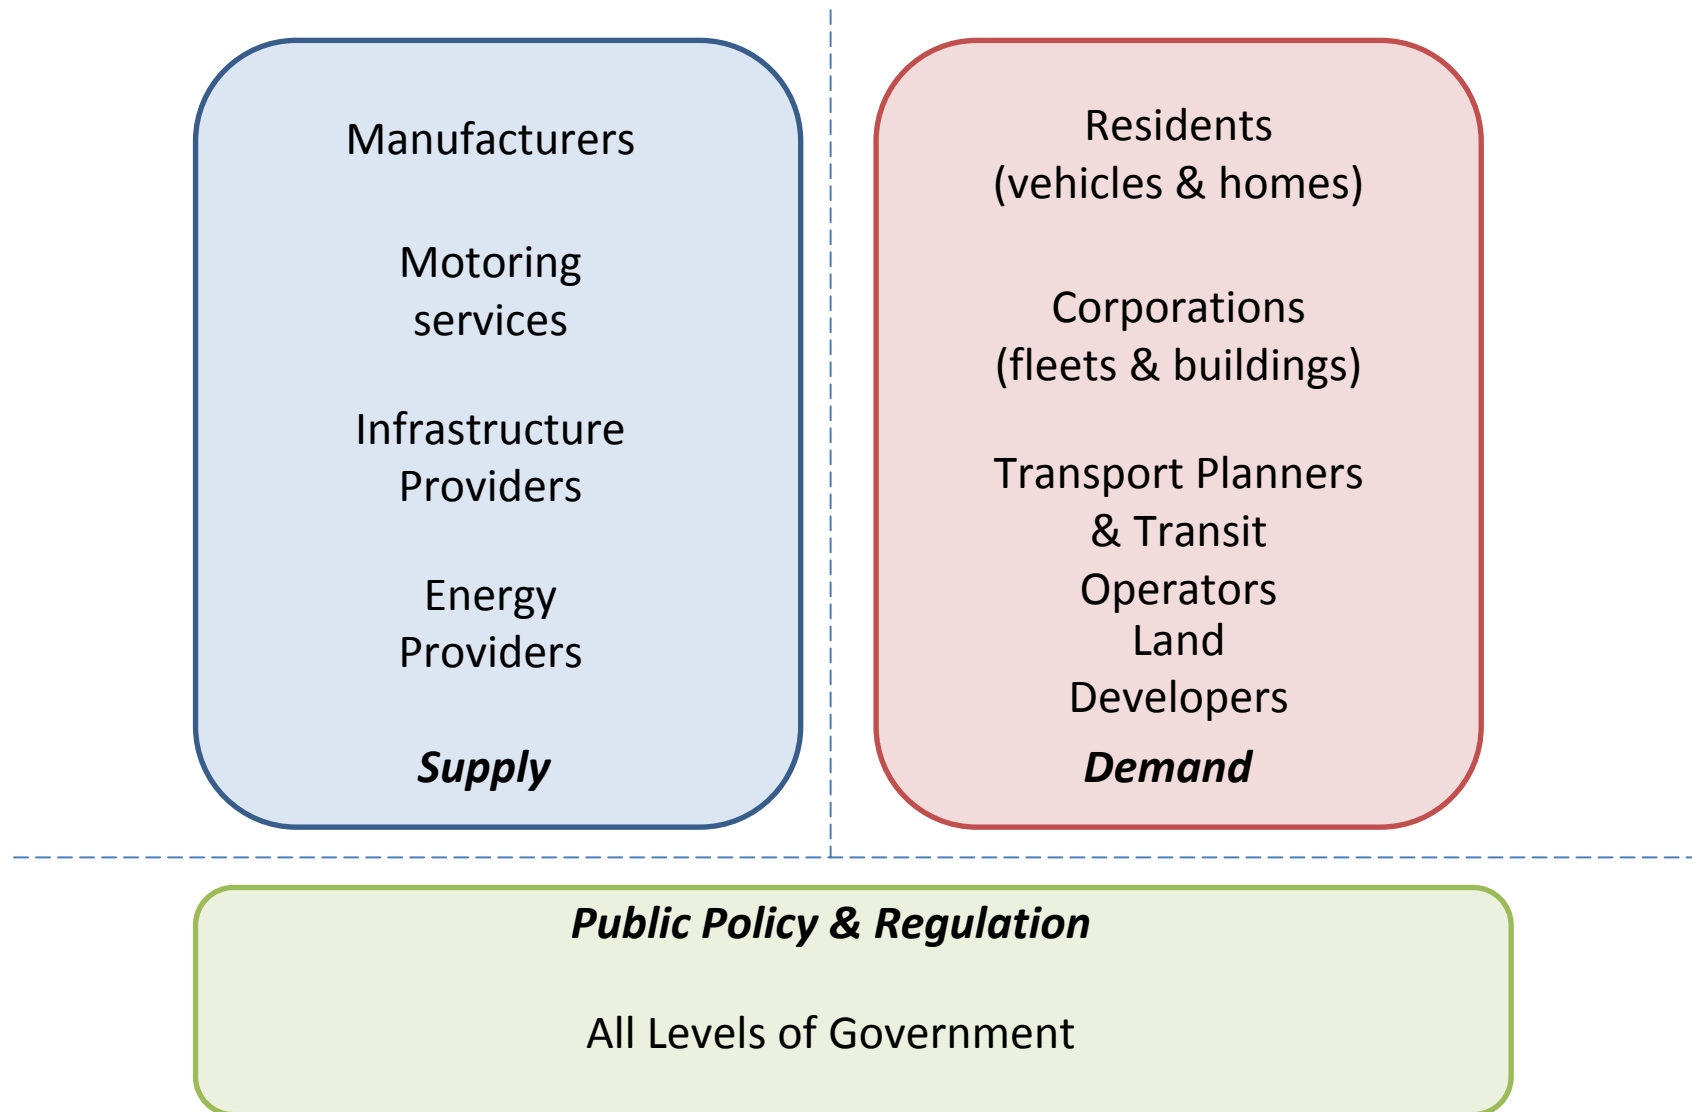 Manufacturers
Motoring
services
Infrastructure
Providers
Energy
Providers
Supply
Residents
(vehicles & homes)
Corporations
(fleets & buildings)
Transport Planners
& Transit
Operators
Land
Developers
Demand
Public Policy & Regulation
All Levels of Government